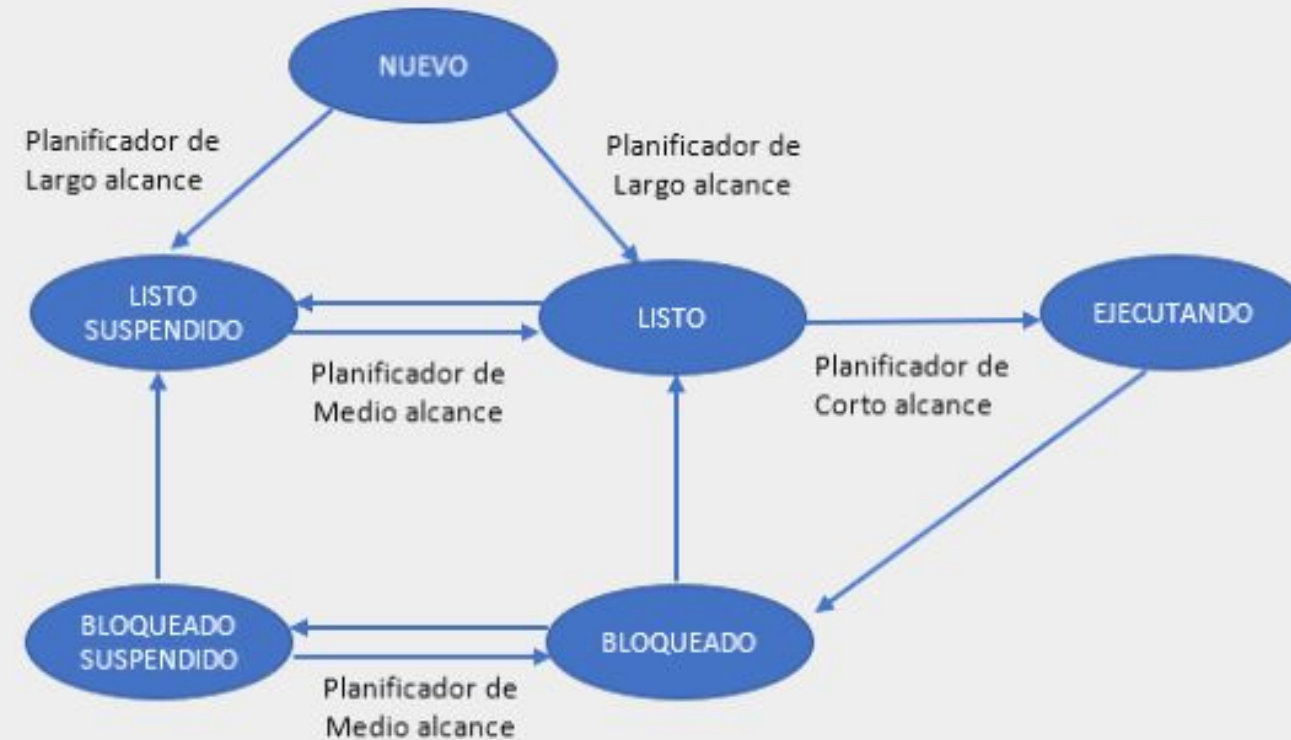 NUEVO
Planificador de
Largo alcance
Planificador de
Largo alcance
LISTO
SUSPENDIDO
LISTO
EJECUTANDO
Planificador de
Medio alcance
Planificador de
Corto alcance
BLOQUEADO
SUSPENDIDO
BLOQUEADO
Planificador de
Medio alcance